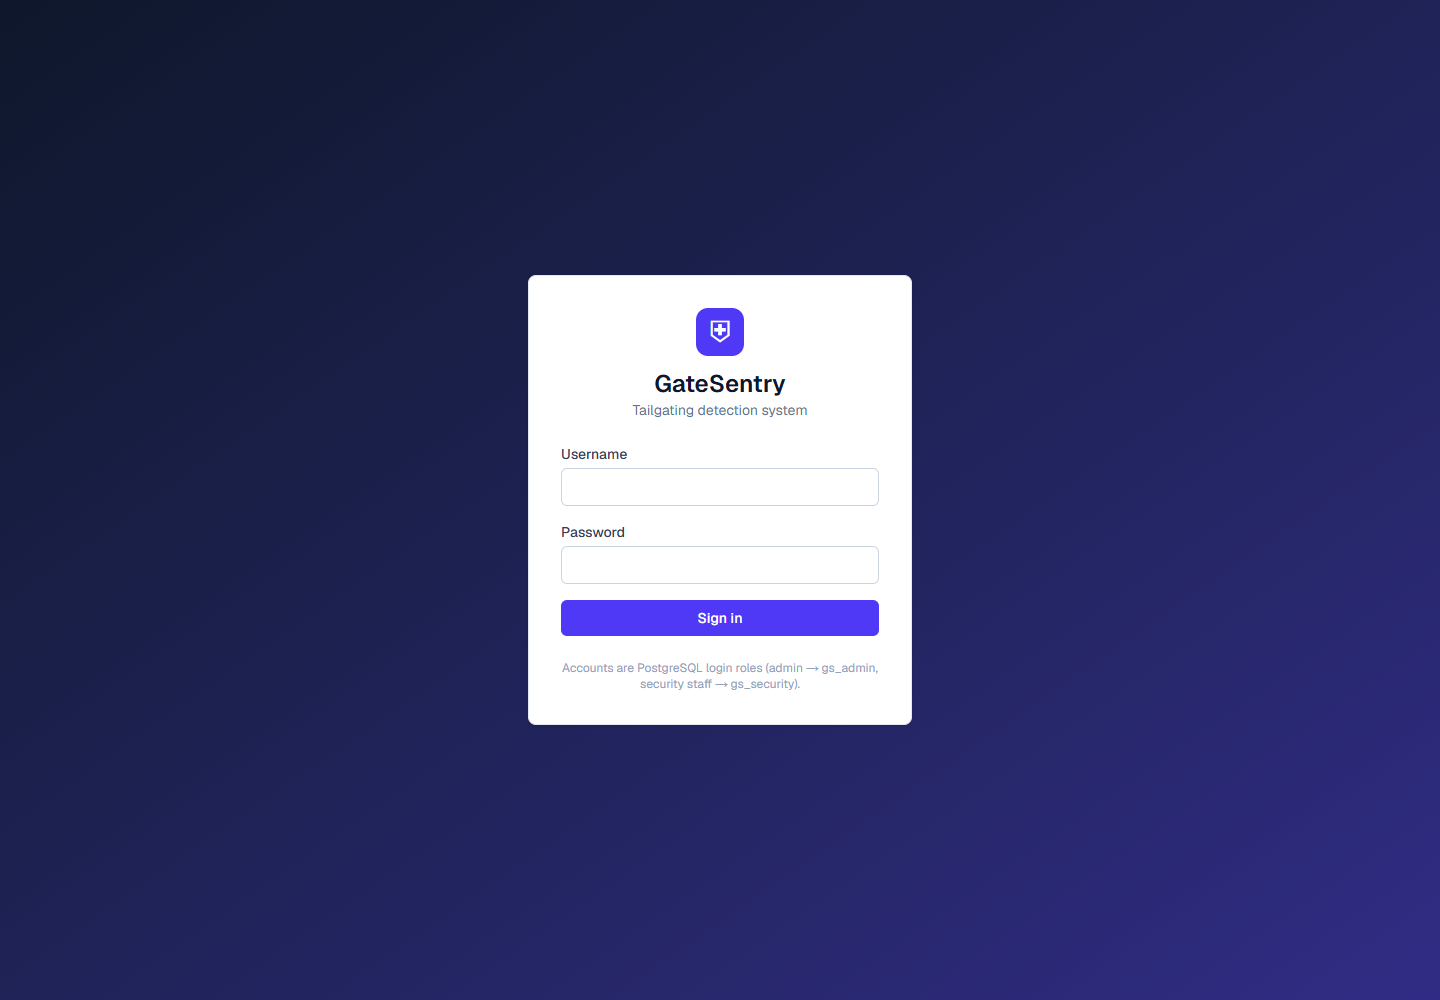 GateSentry
Tailgating detection system
Username
Password
Sign in
Accounts are PostgreSQL login roles (admin → gs_admin,
security staff → gs_security).